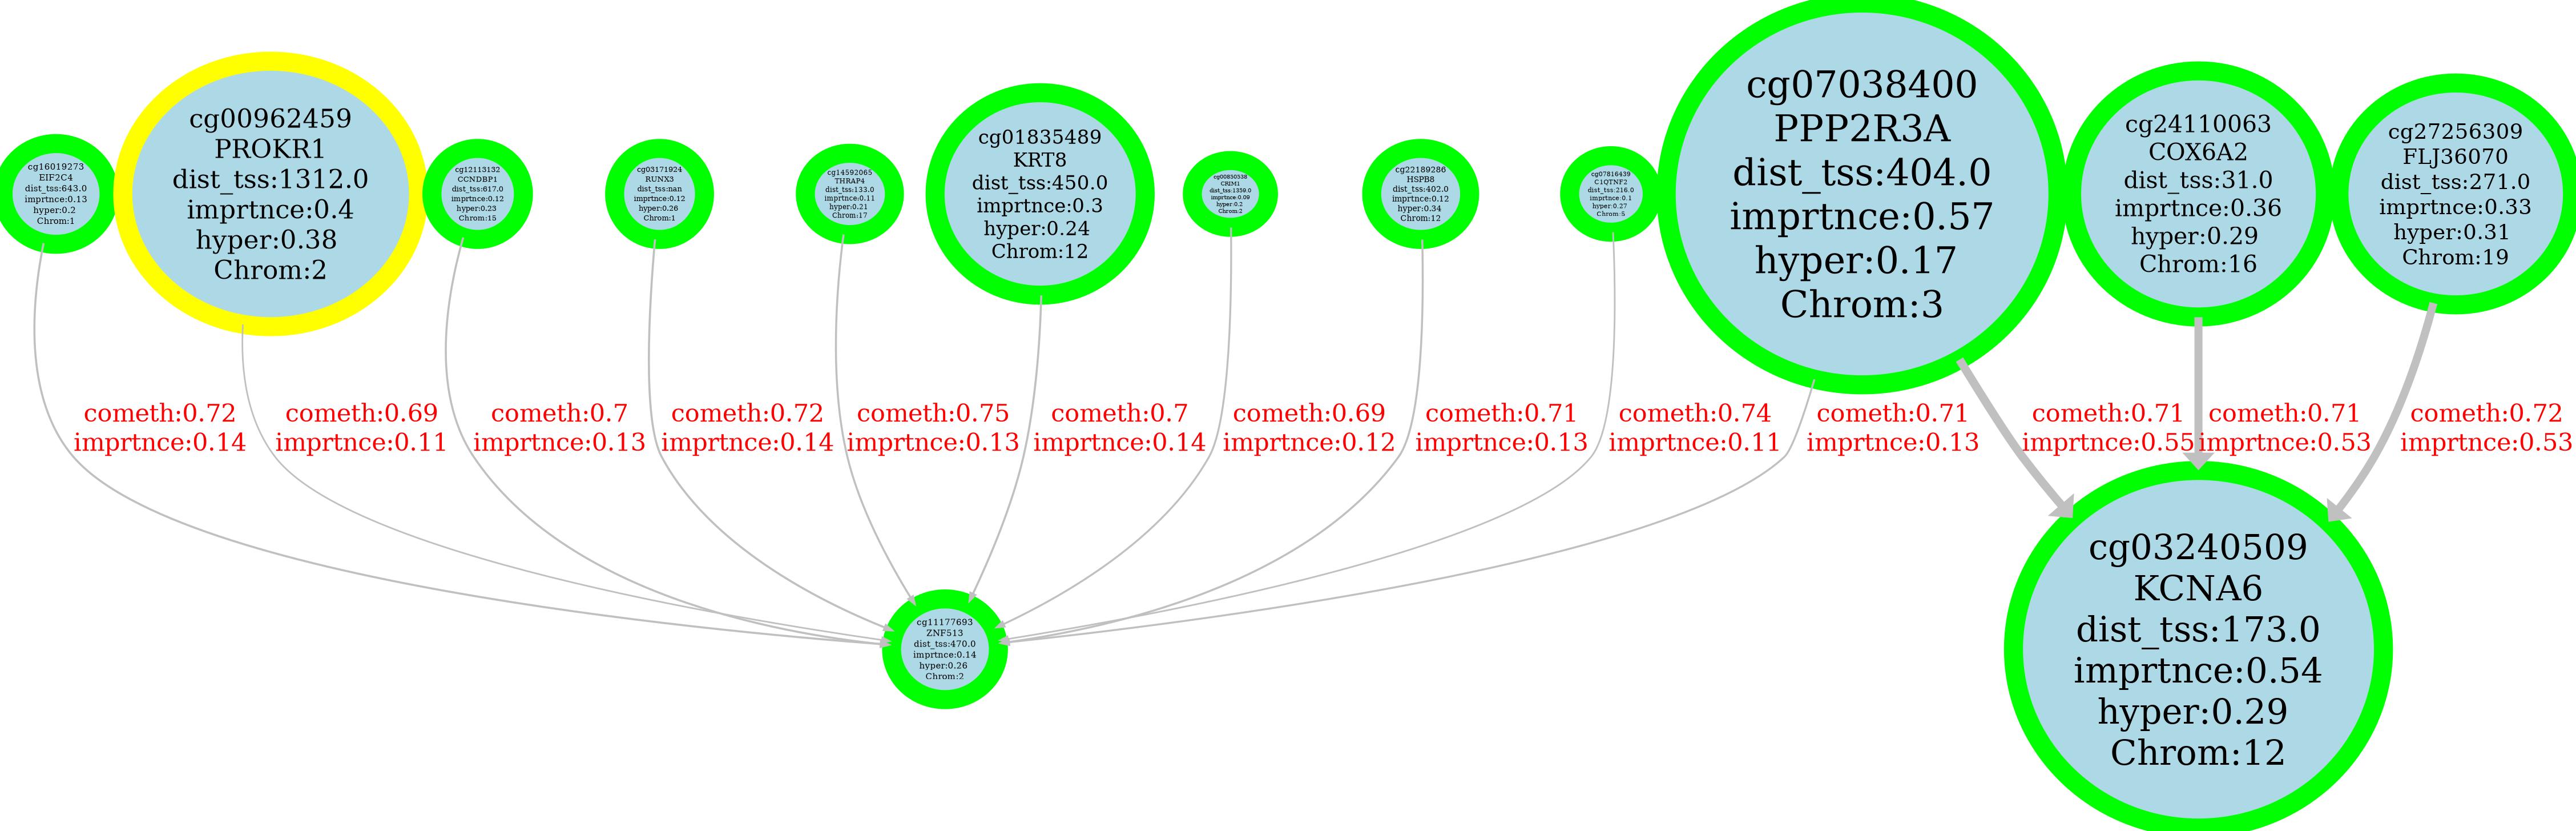 cg16019273
EIF2C4
dist_tss:643.0
imprtnce:0.13
hyper:0.2
Chrom:1
cg00962459
PROKR1
dist_tss:1312.0
imprtnce:0.4
hyper:0.38
Chrom:2
cg12113132
CCNDBP1
dist_tss:617.0
imprtnce:0.12
hyper:0.23
Chrom:15
cg03171924
RUNX3
dist_tss:nan
imprtnce:0.12
hyper:0.26
Chrom:1
cg14592065
THRAP4
dist_tss:133.0
imprtnce:0.11
hyper:0.21
Chrom:17
cg01835489
KRT8
dist_tss:450.0
imprtnce:0.3
hyper:0.24
Chrom:12
cg00850538
CRIM1
dist_tss:1359.0
imprtnce:0.09
hyper:0.2
Chrom:2
cg22189286
HSPB8
dist_tss:402.0
imprtnce:0.12
hyper:0.34
Chrom:12
cg07816439
C1QTNF2
dist_tss:216.0
imprtnce:0.1
hyper:0.27
Chrom:5
cg07038400
PPP2R3A
dist_tss:404.0
imprtnce:0.57
hyper:0.17
Chrom:3
cg24110063
COX6A2
dist_tss:31.0
imprtnce:0.36
hyper:0.29
Chrom:16
cg27256309
FLJ36070
dist_tss:271.0
imprtnce:0.33
hyper:0.31
Chrom:19
cometh:0.72
imprtnce:0.14
cometh:0.69
imprtnce:0.11
cometh:0.7
imprtnce:0.13
cometh:0.72
imprtnce:0.14
cometh:0.75
imprtnce:0.13
cometh:0.7
imprtnce:0.14
cometh:0.69
imprtnce:0.12
cometh:0.71
imprtnce:0.13
cometh:0.74
imprtnce:0.11
cometh:0.71
imprtnce:0.13
cometh:0.71
imprtnce:0.55
cometh:0.71
imprtnce:0.53
cometh:0.72
imprtnce:0.53
cg11177693
ZNF513
dist_tss:470.0
imprtnce:0.14
hyper:0.26
Chrom:2
cg03240509
KCNA6
dist_tss:173.0
imprtnce:0.54
hyper:0.29
Chrom:12